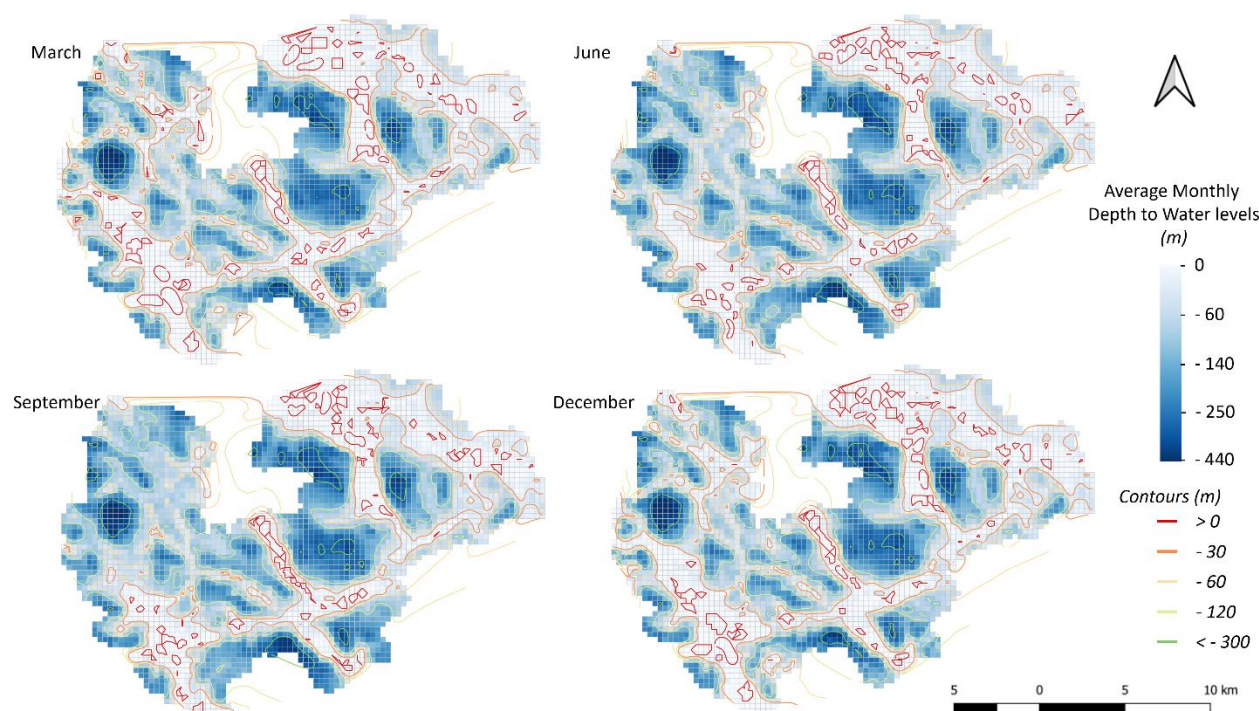 March
June
September
December
Average Monthly
Depth to Water levels
(m)
0
- 60
- 140
- 250
- 440
Contours (m)
> 0
- 30
- 60
- 120
< - 300
5 0 5 10 km